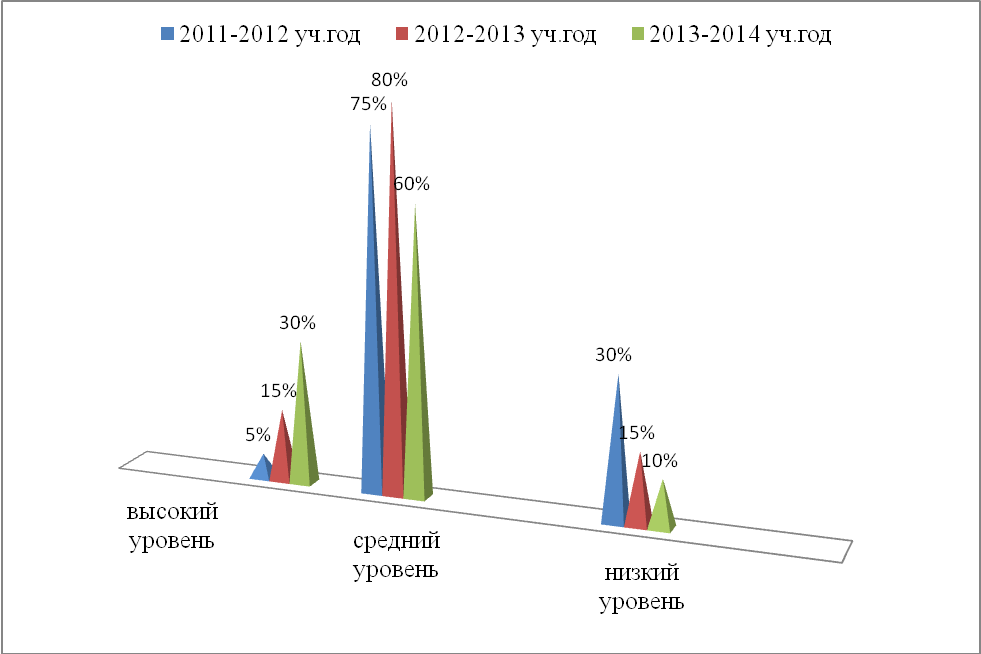 2011-2012 уч.год 2012-2013 уч.год 2013-2014 уч.год
80%
75%
60%
30%
30%
15%
5%
15%
10%
высокий
уровень
средний
уровень
низкий
уровень